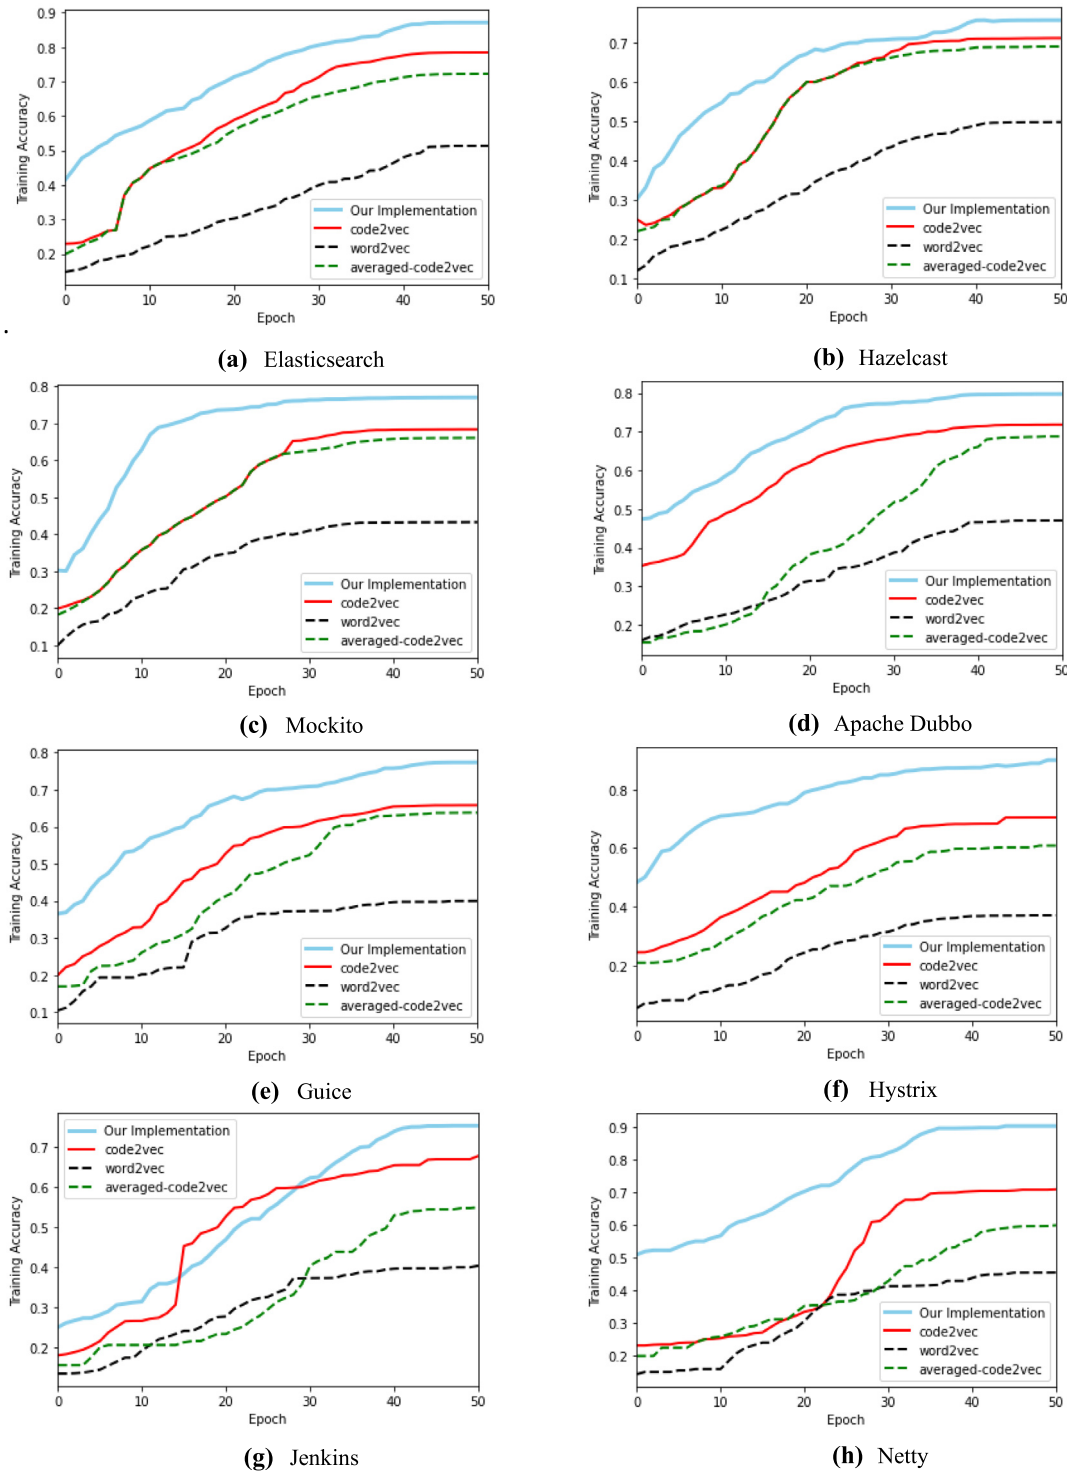 0.9
0.8
0.7
0.6
0.5
0.4
0.3
0.2
Training Accuracy
Our Implementation
code2vec
word2vec
averaged-code2vec
0 10 20 30 40 50
Epoch
.
(a) Elasticsearch
0.7
0.6
0.5
0.4
0.3
0.2
0.1
Training Accuracy
Our Implementation
code2vec
word2vec
averaged-code2vec
0 10 20 30 40 50
Epoch
(b) Hazelcast
0.8
0.7
0.6
0.5
0.4
0.3
0.2
0.1
Training Accuracy
Our Implementation
code2vec
word2vec
averaged-code2vec
0 10 20 30 40 50
Epoch
(c) Mockito
0.8
0.7
0.6
0.5
0.4
0.3
0.2
Training Accuracy
Our Implementation
code2vec
word2vec
averaged-code2vec
0 10 20 30 40 50
Epoch
(d) Apache Dubbo
0.8
0.7
0.6
0.5
0.4
0.3
0.2
0.1
Training Accuracy
Our Implementation
code2vec
word2vec
averaged-code2vec
0 10 20 30 40 50
Epoch
(e) Guice
0.8
0.6
0.4
0.2
Training Accuracy
Our Implementation
code2vec
word2vec
averaged-code2vec
0 10 20 30 40 50
Epoch
(f) Hystrix
0.7
0.6
0.5
0.4
0.3
0.2
Training Accuracy
Our Implementation
code2vec
word2vec
averaged-code2vec
0 10 20 30 40 50
Epoch
(g) Jenkins
0.9
0.8
0.7
0.6
0.5
0.4
0.3
0.2
Training Accuracy
Our Implementation
code2vec
word2vec
averaged-code2vec
0 10 20 30 40 50
Epoch
(h) Netty